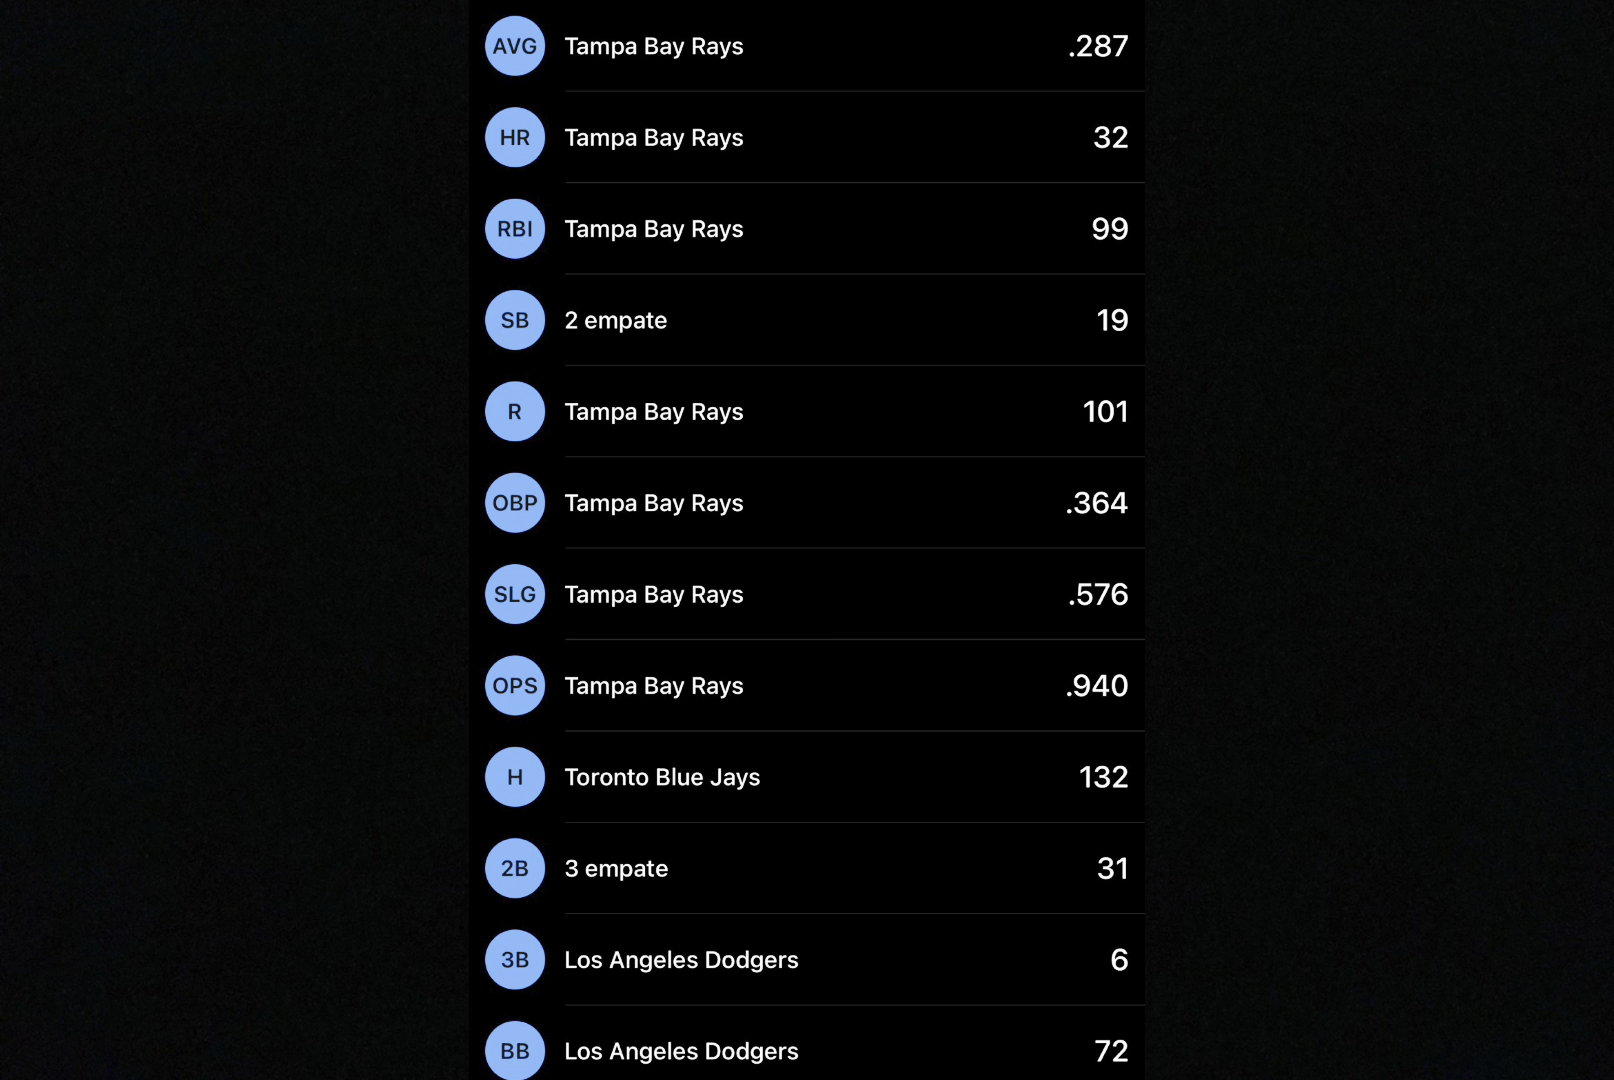 AVG Tampa Bay Rays .287
HR Tampa Bay Rays 32
RBI Tampa Bay Rays 99
SB 2 empate 19
R Tampa Bay Rays 101
OBP Tampa Bay Rays .364
SLG Tampa Bay Rays .576
OPS Tampa Bay Rays .940
H Toronto Blue Jays 132
2B 3 empate 31
3B Los Angeles Dodgers 6
BB Los Angeles Dodgers 72